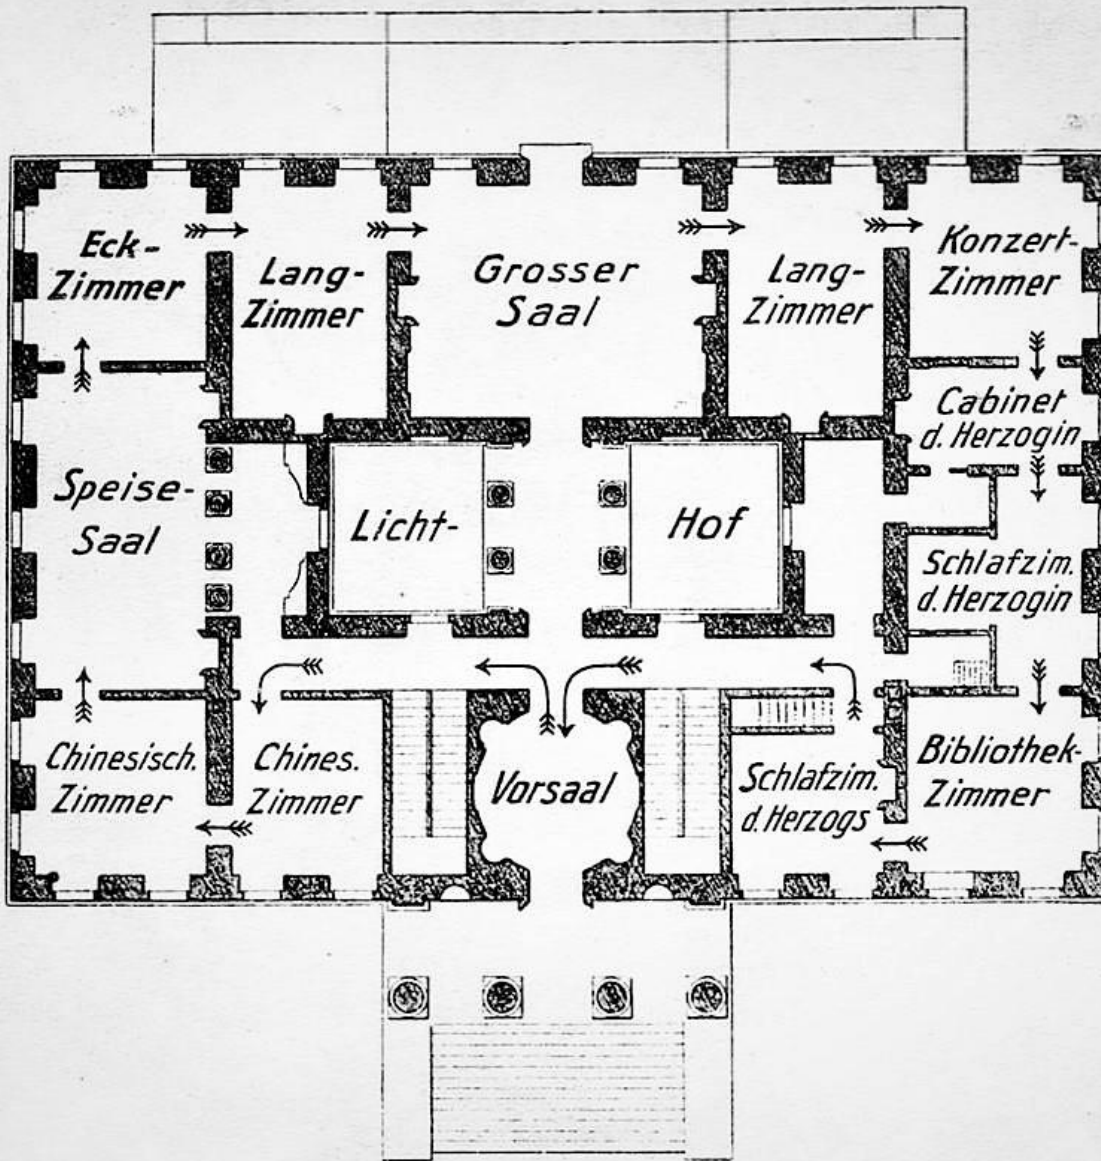 Eck-
Zimmer
Lang-
Zimmer
Grosser
Saal
Lang-
Zimmer
Konzert-
Zimmer
Cabinet
d. Herzogin
Speise-
Saal
Licht-
Hof
Schlafzim.
d. Herzogin
Chinesisch.
Zimmer
Chines.
Zimmer
Vorsaal
Schlafzim.
d. Herzogs
Bibliothek-
Zimmer